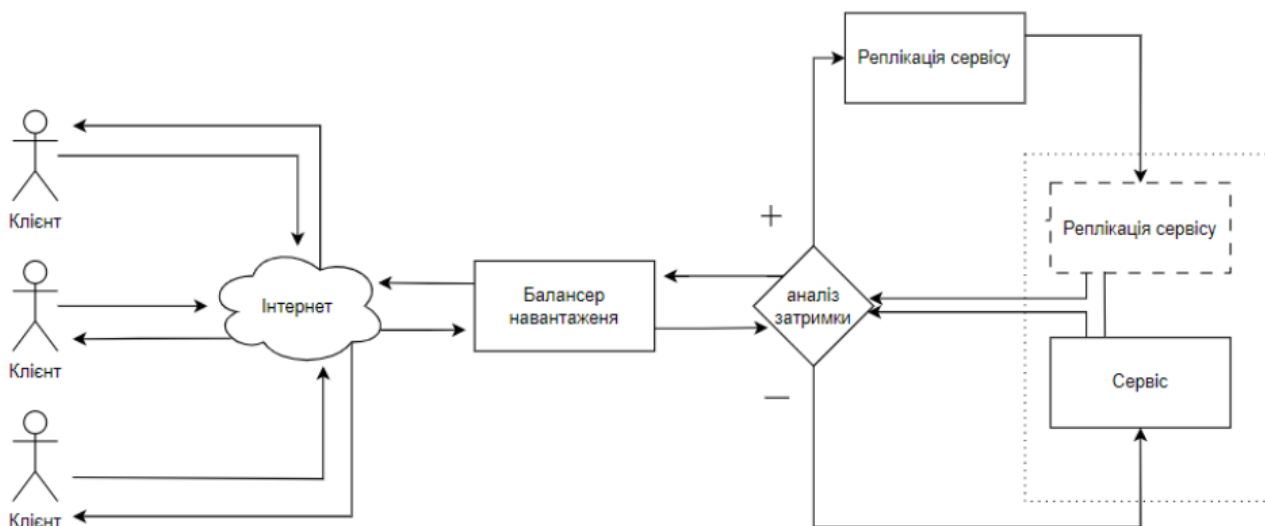 Реплікація сервісу
Клієнт
+
Реплікація сервісу
Клієнт
Інтернет
Балансер
навантаженя
аналіз
затримки
—
Сервіс
Клієнт